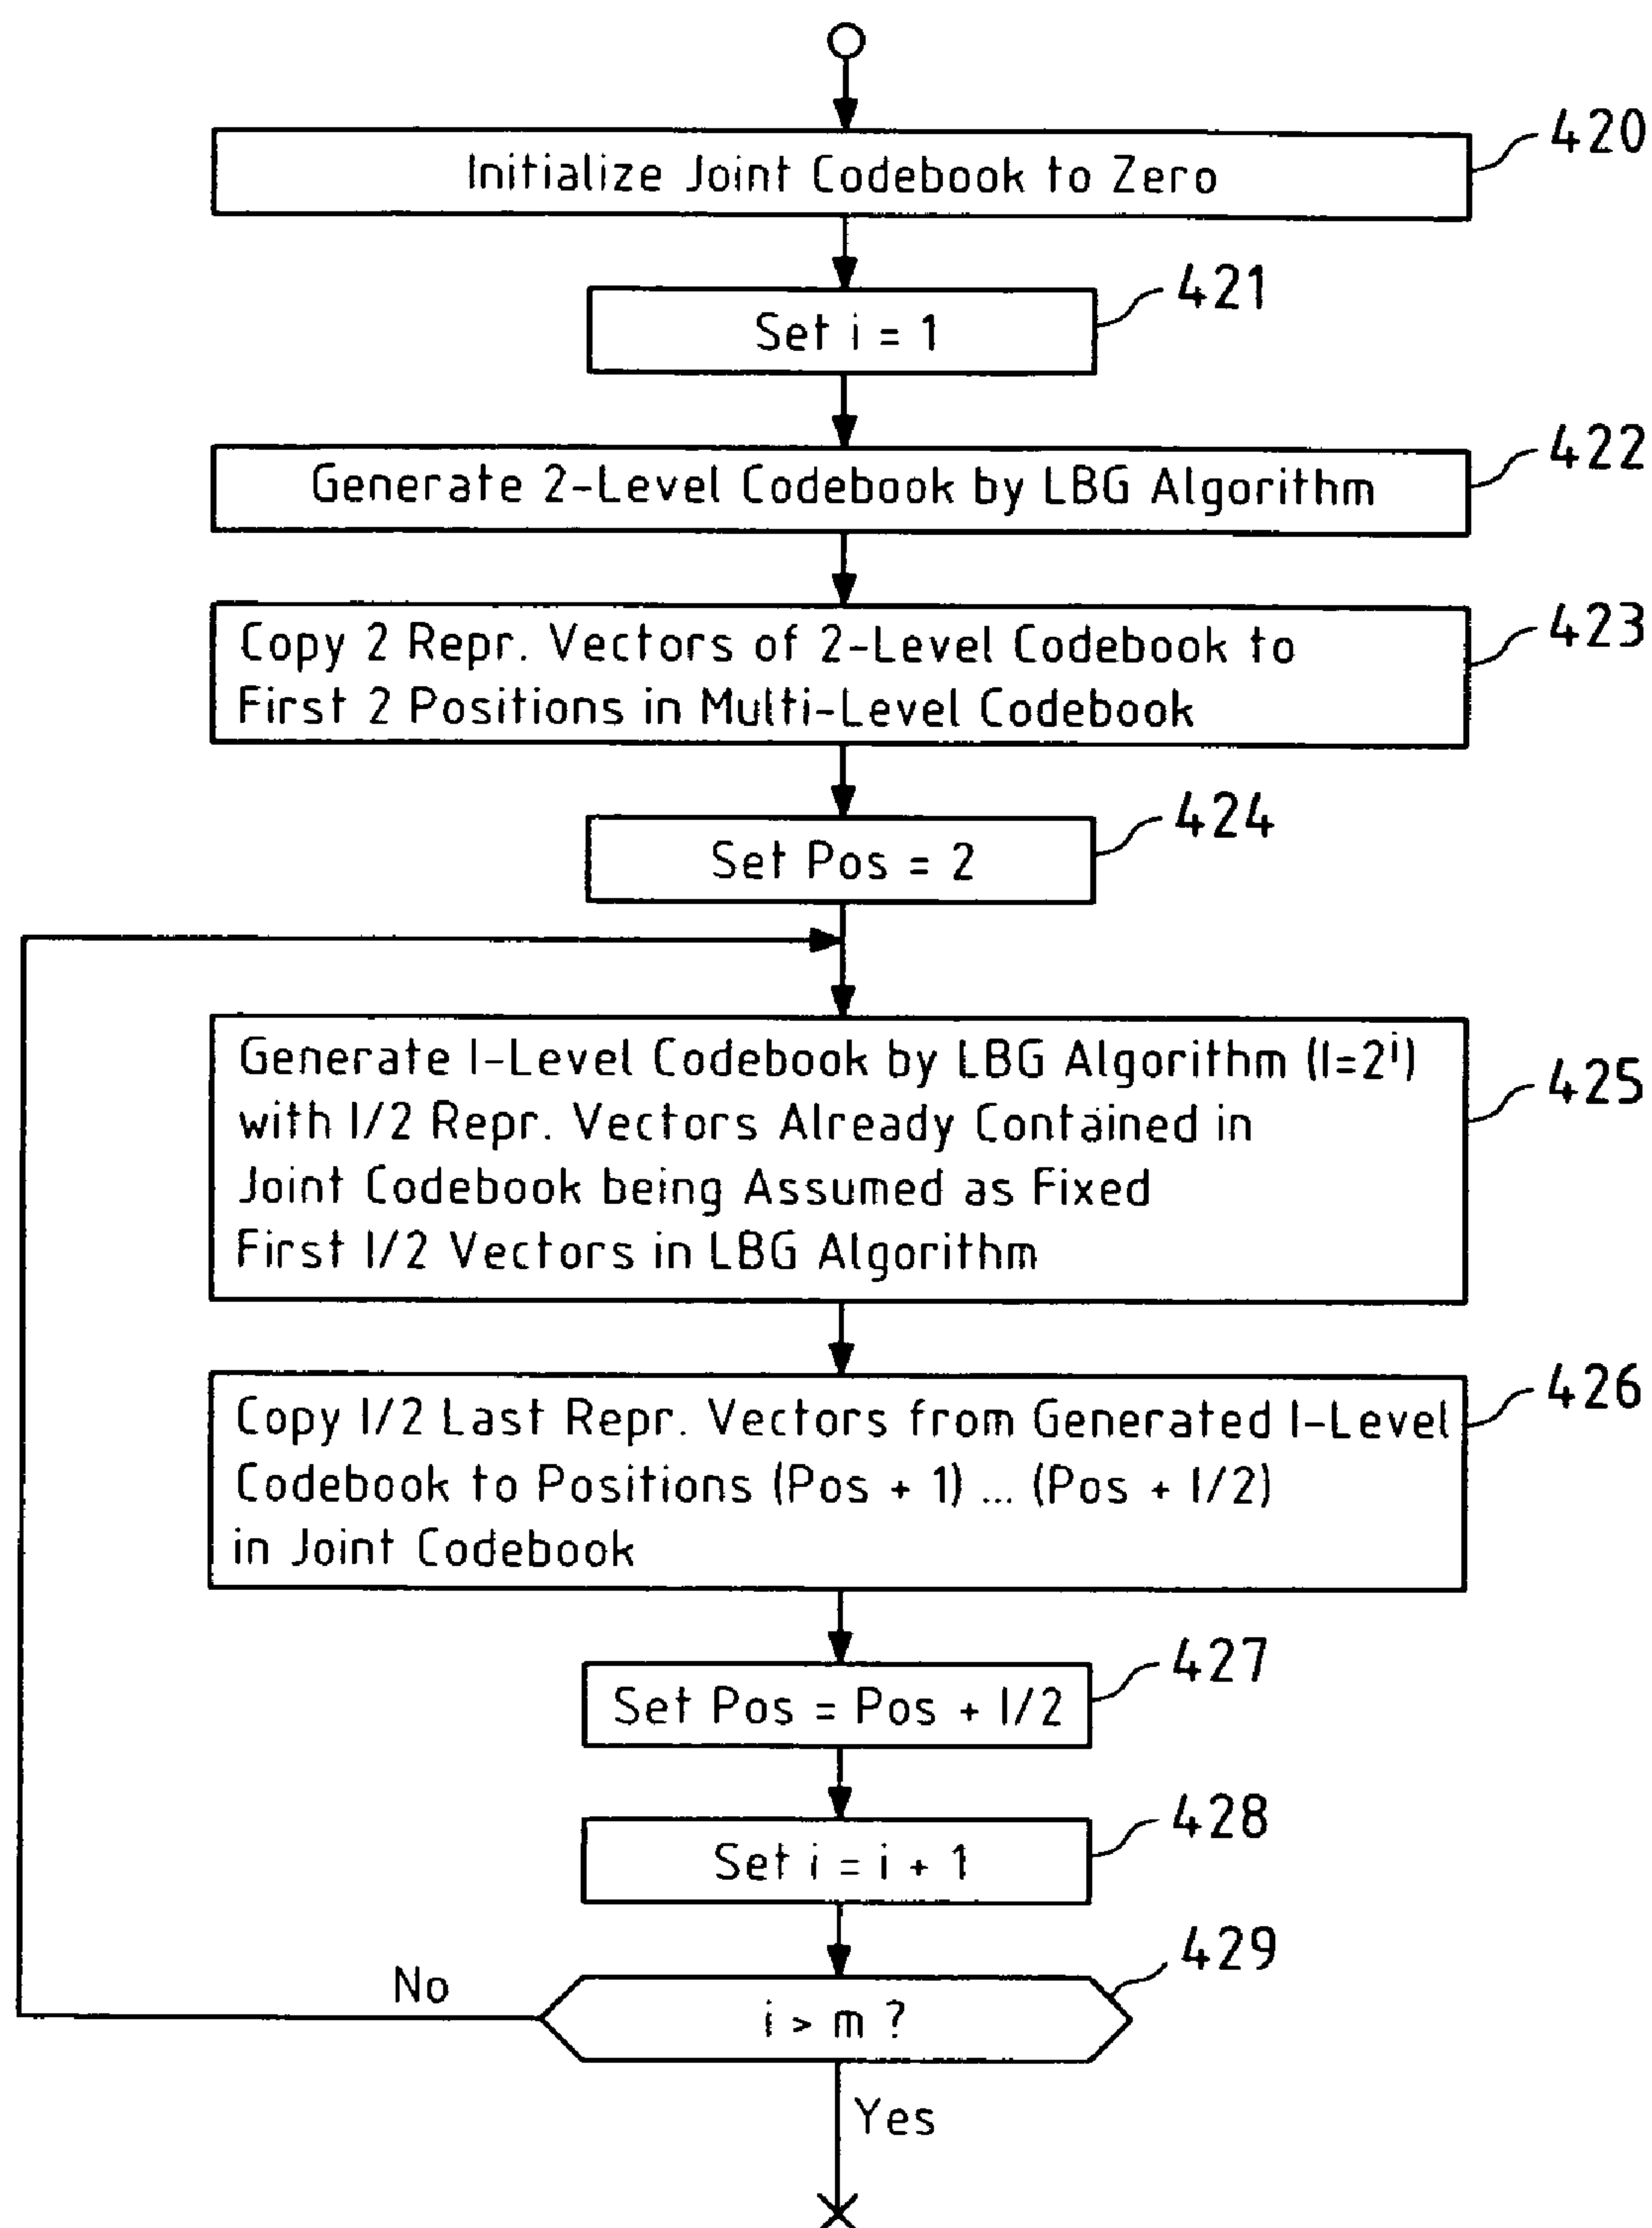 420
Initialize Joint Codebook to Zero
421
Set i = 1
422
Generate 2-Level Codebook by LBG Algorithm
423
Copy 2 Repr. Vectors of 2-Level Codebook to
First 2 Positions in Multi-Level Codebook
424
Set Pos = 2
Generate l-Level Codebook by LBG Algorithm (l=2ⁱ)
with l/2 Repr. Vectors Already Contained in
Joint Codebook being Assumed as Fixed
First l/2 Vectors in LBG Algorithm
425
Copy l/2 Last Repr. Vectors from Generated l-Level
Codebook to Positions (Pos + 1) ... (Pos + l/2)
in Joint Codebook
426
427
Set Pos = Pos + l/2
428
Set i = i + 1
429
No
i > m ?
Yes